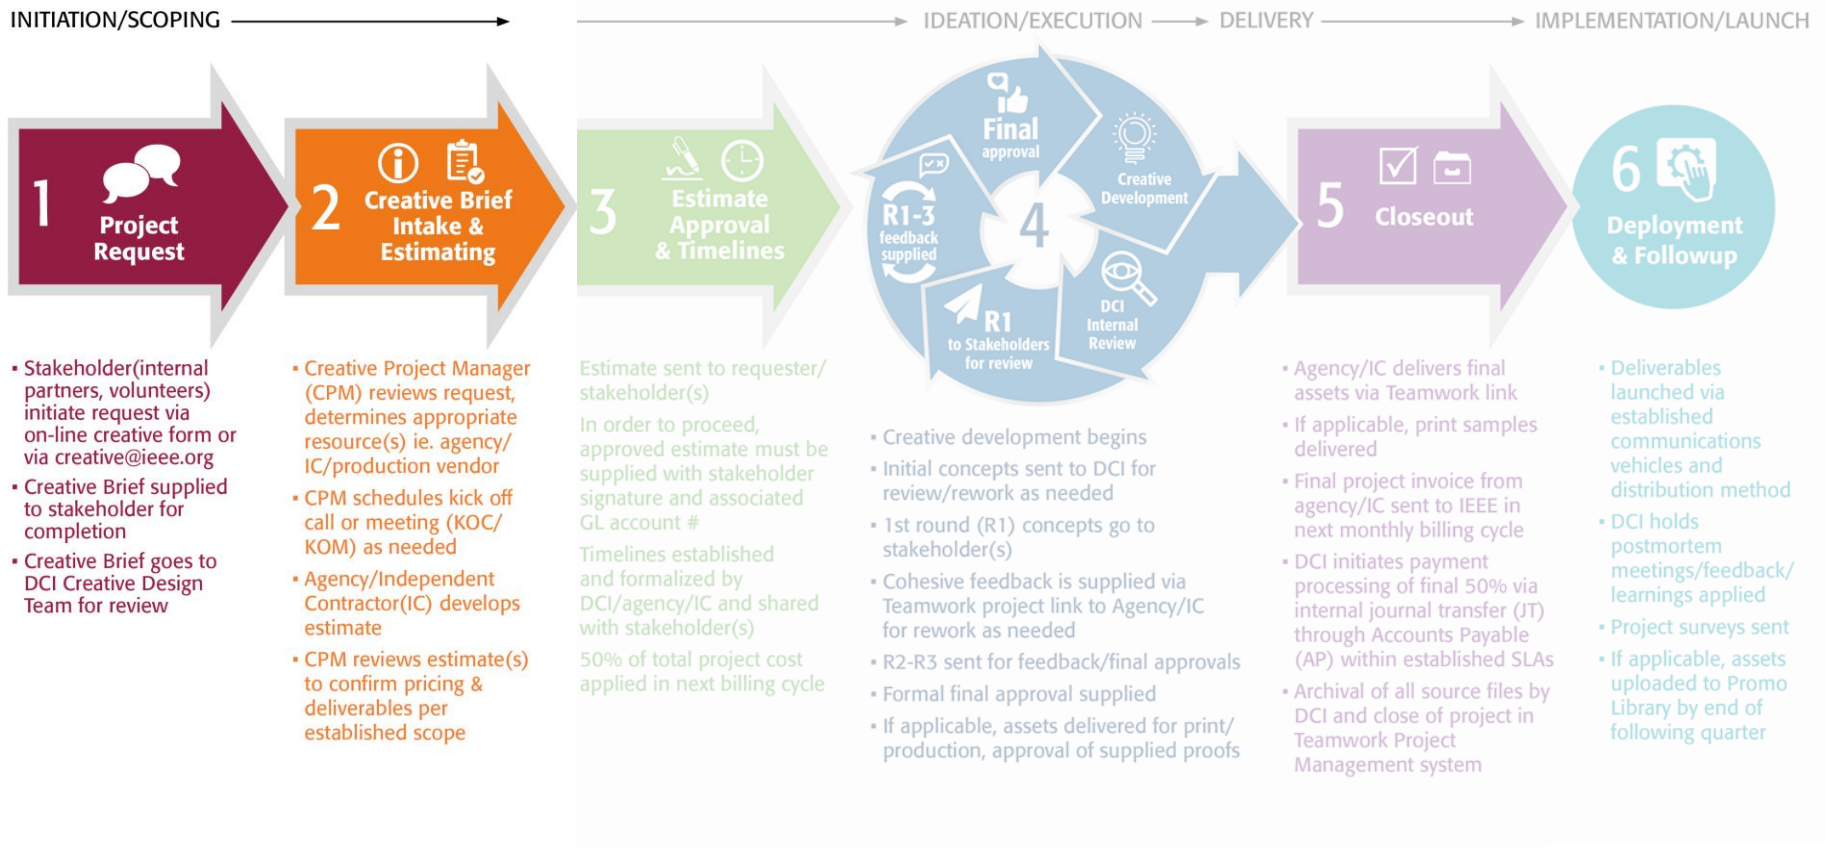 INITIATION/SCOPING
IDEATION/EXECUTION
DELIVERY
IMPLEMENTATION/LAUNCH
1
Project
Request
2
Creative Brief
Intake &
Estimating
3
Estimate
Approval
& Timelines
4
Final
approval
Creative
Development
DCI
Internal
Review
R1
to Stakeholders
for review
R1-3
feedback
supplied
5
Closeout
6
Deployment
& Followup
▪ Stakeholder(internal
partners, volunteers)
initiate request via
on-line creative form or
via creative@ieee.org
▪ Creative Brief supplied
to stakeholder for
completion
▪ Creative Brief goes to
DCI Creative Design
Team for review
▪ Creative Project Manager
(CPM) reviews request,
determines appropriate
resource(s) ie. agency/
IC/production vendor
▪ CPM schedules kick off
call or meeting (KOC/
KOM) as needed
▪ Agency/Independent
Contractor(IC) develops
estimate
▪ CPM reviews estimate(s)
to confirm pricing &
deliverables per
established scope
Estimate sent to requester/
stakeholder(s)
In order to proceed,
approved estimate must be
supplied with stakeholder
signature and associated
GL account #
Timelines established
and formalized by
DCI/agency/IC and shared
with stakeholder(s)
50% of total project cost
applied in next billing cycle
▪ Creative development begins
▪ Initial concepts sent to DCI for
review/rework as needed
▪ 1st round (R1) concepts go to
stakeholder(s)
▪ Cohesive feedback is supplied via
Teamwork project link to Agency/IC
for rework as needed
▪ R2-R3 sent for feedback/final approvals
▪ Formal final approval supplied
▪ If applicable, assets delivered for print/
production, approval of supplied proofs
▪ Agency/IC delivers final
assets via Teamwork link
▪ If applicable, print samples
delivered
▪ Final project invoice from
agency/IC sent to IEEE in
next monthly billing cycle
▪ DCI initiates payment
processing of final 50% via
internal journal transfer (JT)
through Accounts Payable
(AP) within established SLAs
▪ Archival of all source files by
DCI and close of project in
Teamwork Project
Management system
▪ Deliverables
launched via
established
communications
vehicles and
distribution method
▪ DCI holds
postmortem
meetings/feedback/
learnings applied
▪ Project surveys sent
▪ If applicable, assets
uploaded to Promo
Library by end of
following quarter